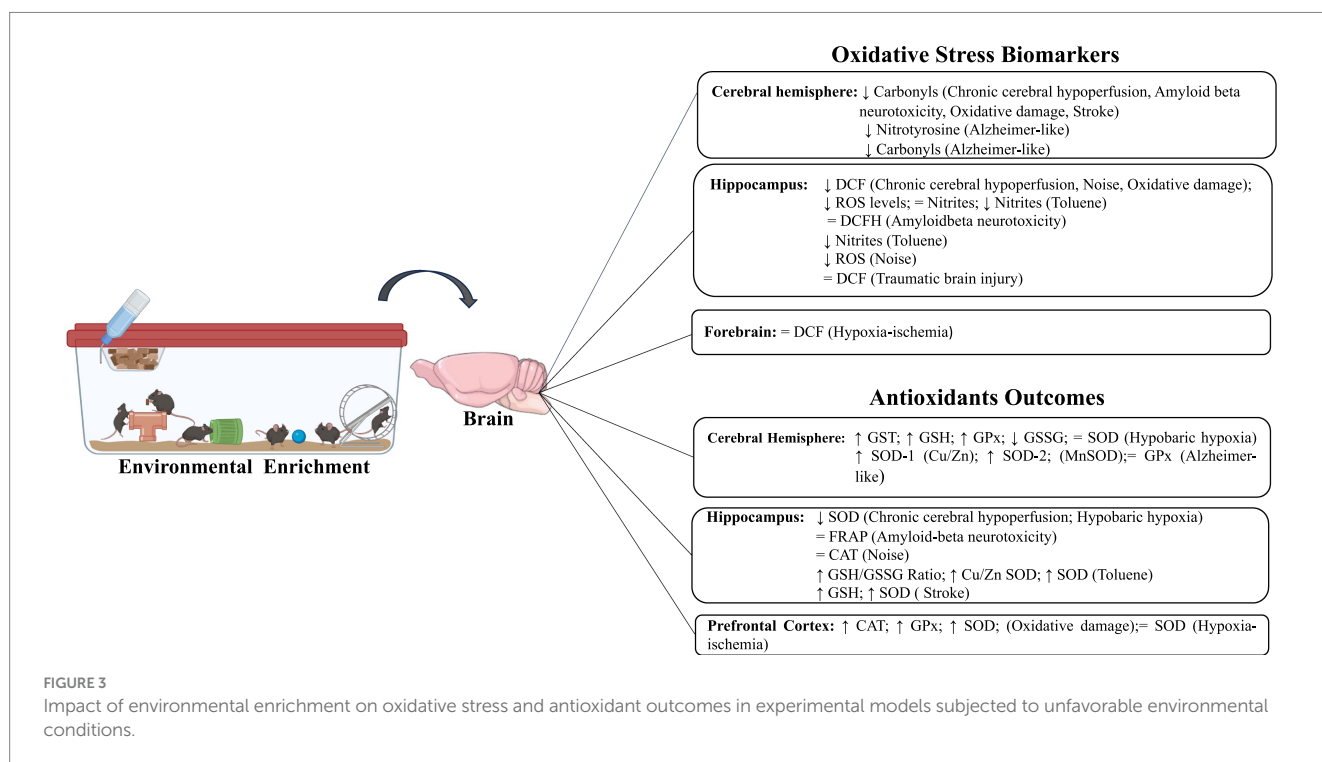 Oxidative Stress Biomarkers
Cerebral hemisphere: ↓ Carbonyls (Chronic cerebral hypoperfusion, Amyloid beta
neurotoxicity, Oxidative damage, Stroke)
↓ Nitrotyrosine (Alzheimer-like)
↓ Carbonyls (Alzheimer-like)
Hippocampus: ↓ DCF (Chronic cerebral hypoperfusion, Noise, Oxidative damage);
↓ ROS levels; = Nitrites; ↓ Nitrites (Toluene)
= DCFH (Amyloidbeta neurotoxicity)
↓ Nitrites (Toluene)
↓ ROS (Noise)
= DCF (Traumatic brain injury)
Forebrain: = DCF (Hypoxia-ischemia)
Environmental Enrichment
Brain
Antioxidants Outcomes
Cerebral Hemisphere: ↑ GST; ↑ GSH; ↑ GPx; ↓ GSSG; = SOD (Hypobaric hypoxia)
↑ SOD-1 (Cu/Zn); ↑ SOD-2; (MnSOD);= GPx (Alzheimer-
like)
Hippocampus: ↓ SOD (Chronic cerebral hypoperfusion; Hypobaric hypoxia)
= FRAP (Amyloid-beta neurotoxicity)
= CAT (Noise)
↑ GSH/GSSG Ratio; ↑ Cu/Zn SOD; ↑ SOD (Toluene)
↑ GSH; ↑ SOD ( Stroke)
Prefrontal Cortex: ↑ CAT; ↑ GPx; ↑ SOD; (Oxidative damage);= SOD (Hypoxia-
ischemia)
FIGURE 3
Impact of environmental enrichment on oxidative stress and antioxidant outcomes in experimental models subjected to unfavorable environmental
conditions.